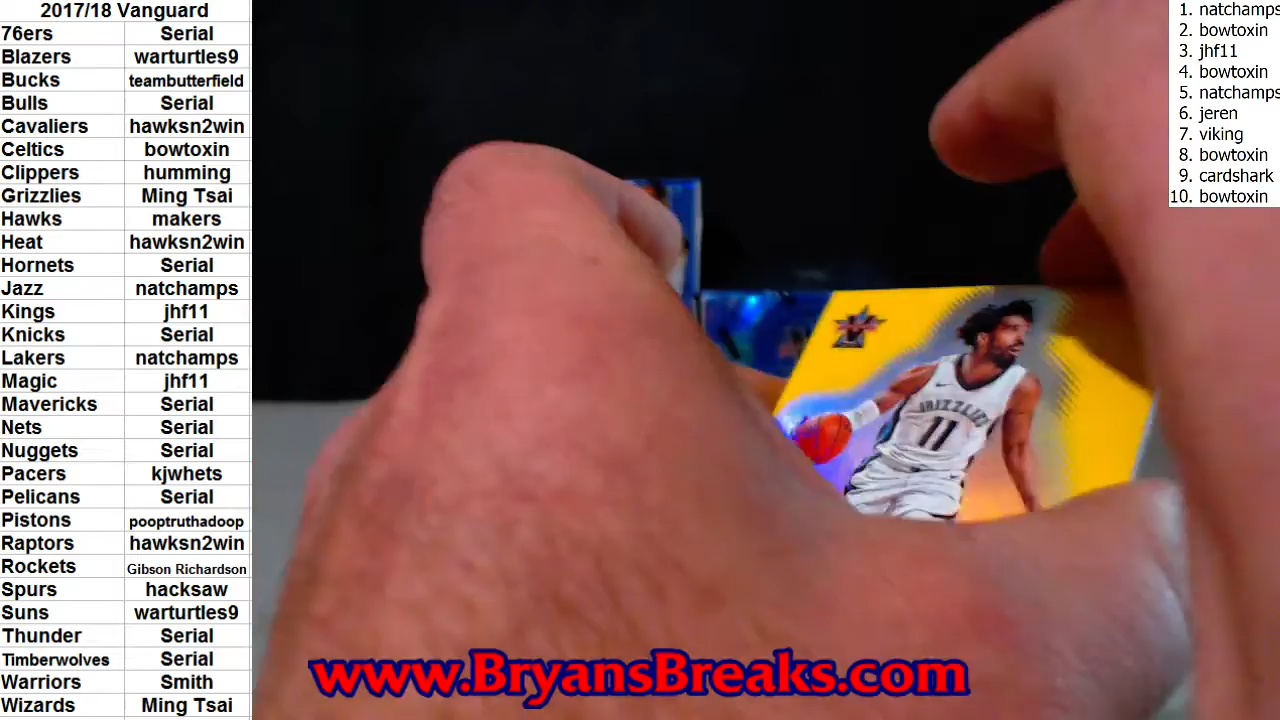 2017/18 Vanguard
76ers Serial
Blazers warturtles9
Bucks teambutterfield
Bulls Serial
Cavaliers hawksn2win
Celtics bowtoxin
Clippers humming
Grizzlies Ming Tsai
Hawks makers
Heat hawksn2win
Hornets Serial
Jazz natchamps
Kings jhf11
Knicks Serial
Lakers natchamps
Magic jhf11
Mavericks Serial
Nets Serial
Nuggets Serial
Pacers kjwhets
Pelicans Serial
Pistons pooptruthadoop
Raptors hawksn2win
Rockets Gibson Richardson
Spurs hacksaw
Suns warturtles9
Thunder Serial
Timberwolves Serial
Warriors Smith
Wizards Ming Tsai
GRIZZLIES
11
www.BryansBreaks.com
1. natchamps
2. bowtoxin
3. jhf11
4. bowtoxin
5. natchamps
6. jeren
7. viking
8. bowtoxin
9. cardshark
10. bowtoxin